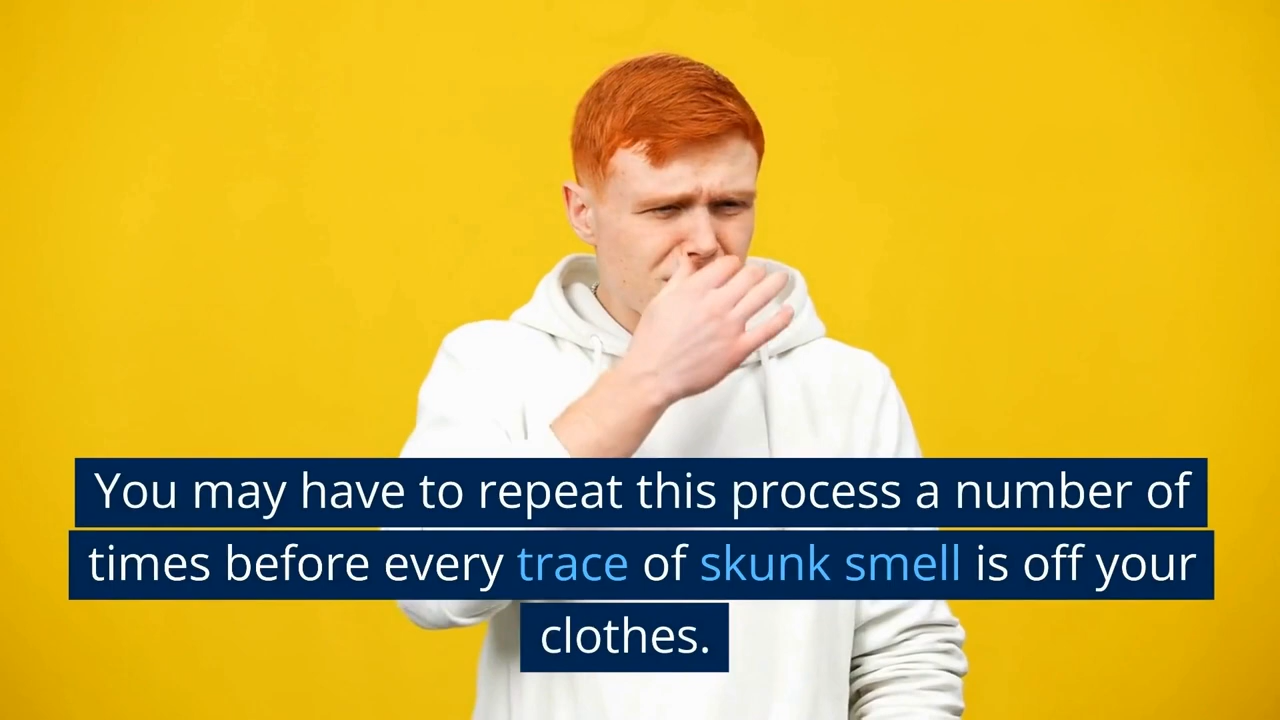 You may have to repeat this process a number of
times before every trace of skunk smell is off your
clothes.